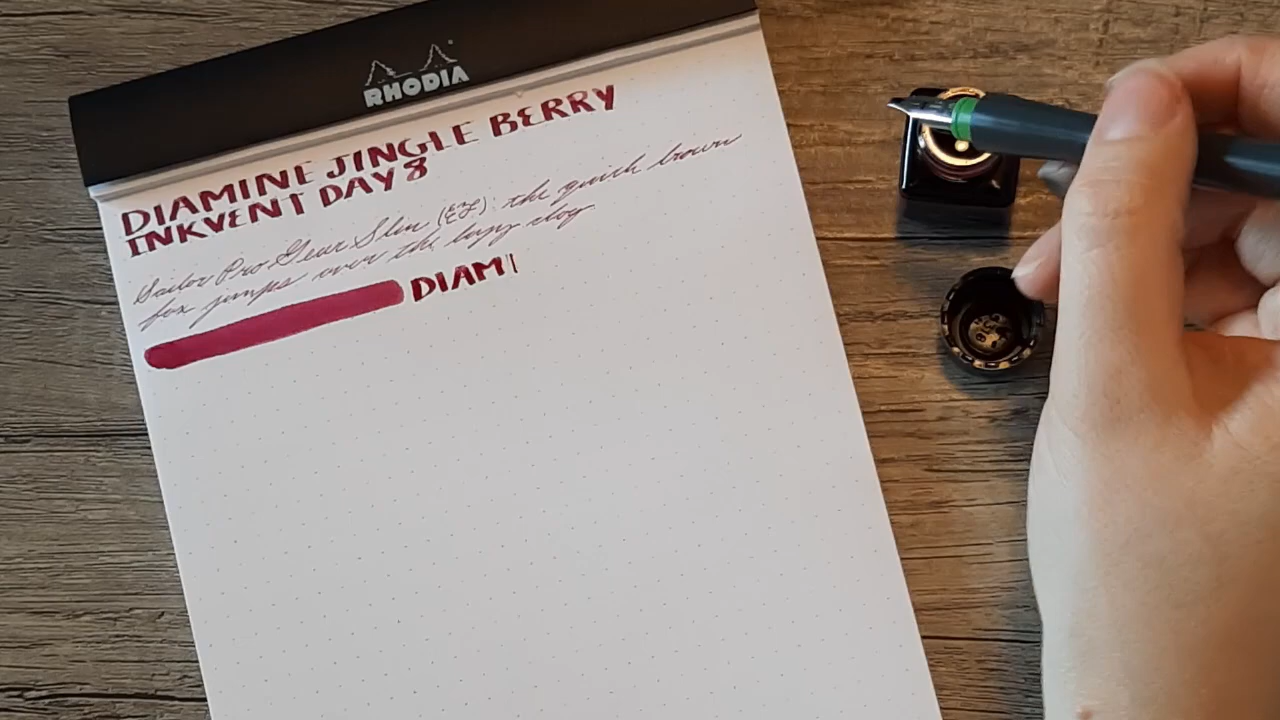 RHODIA
DIAMINE JINGLE BERRY
INKVENT DAY 8
Sailor Pro Gear Slim (EF): the quick brown
fox jumps over the lazy dog
DIAMI